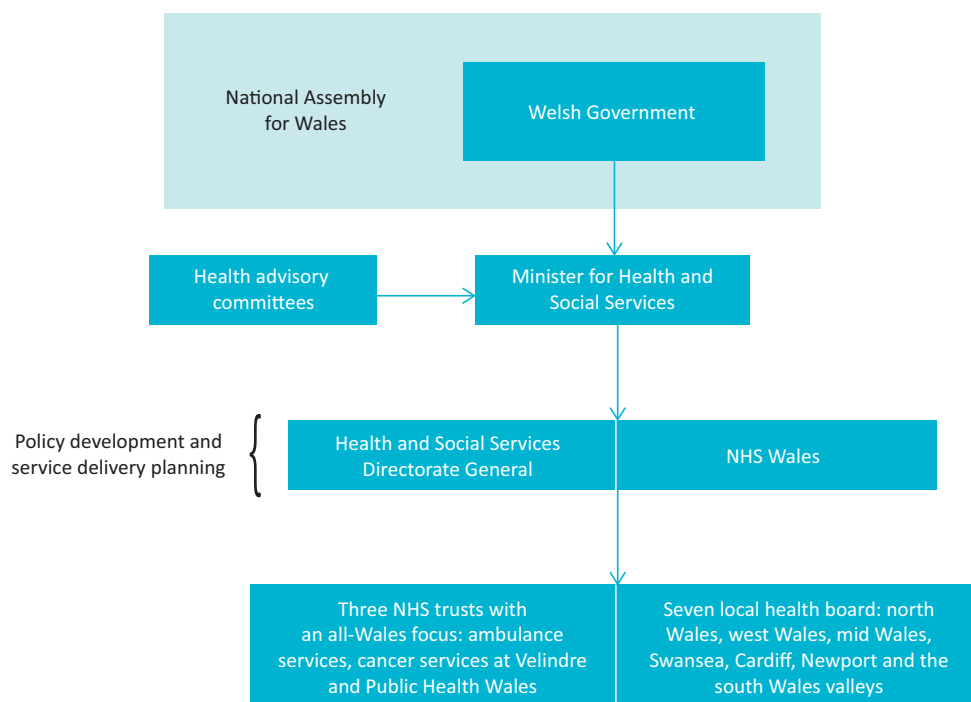 National Assembly
for Wales
Welsh Government
Health advisory
committees
Minister for Health and
Social Services
Policy development and
service delivery planning
Health and Social Services
Directorate General
NHS Wales
Three NHS trusts with
an all-Wales focus: ambulance
services, cancer services at Velindre
and Public Health Wales
Seven local health board: north
Wales, west Wales, mid Wales,
Swansea, Cardiff, Newport and the
south Wales valleys